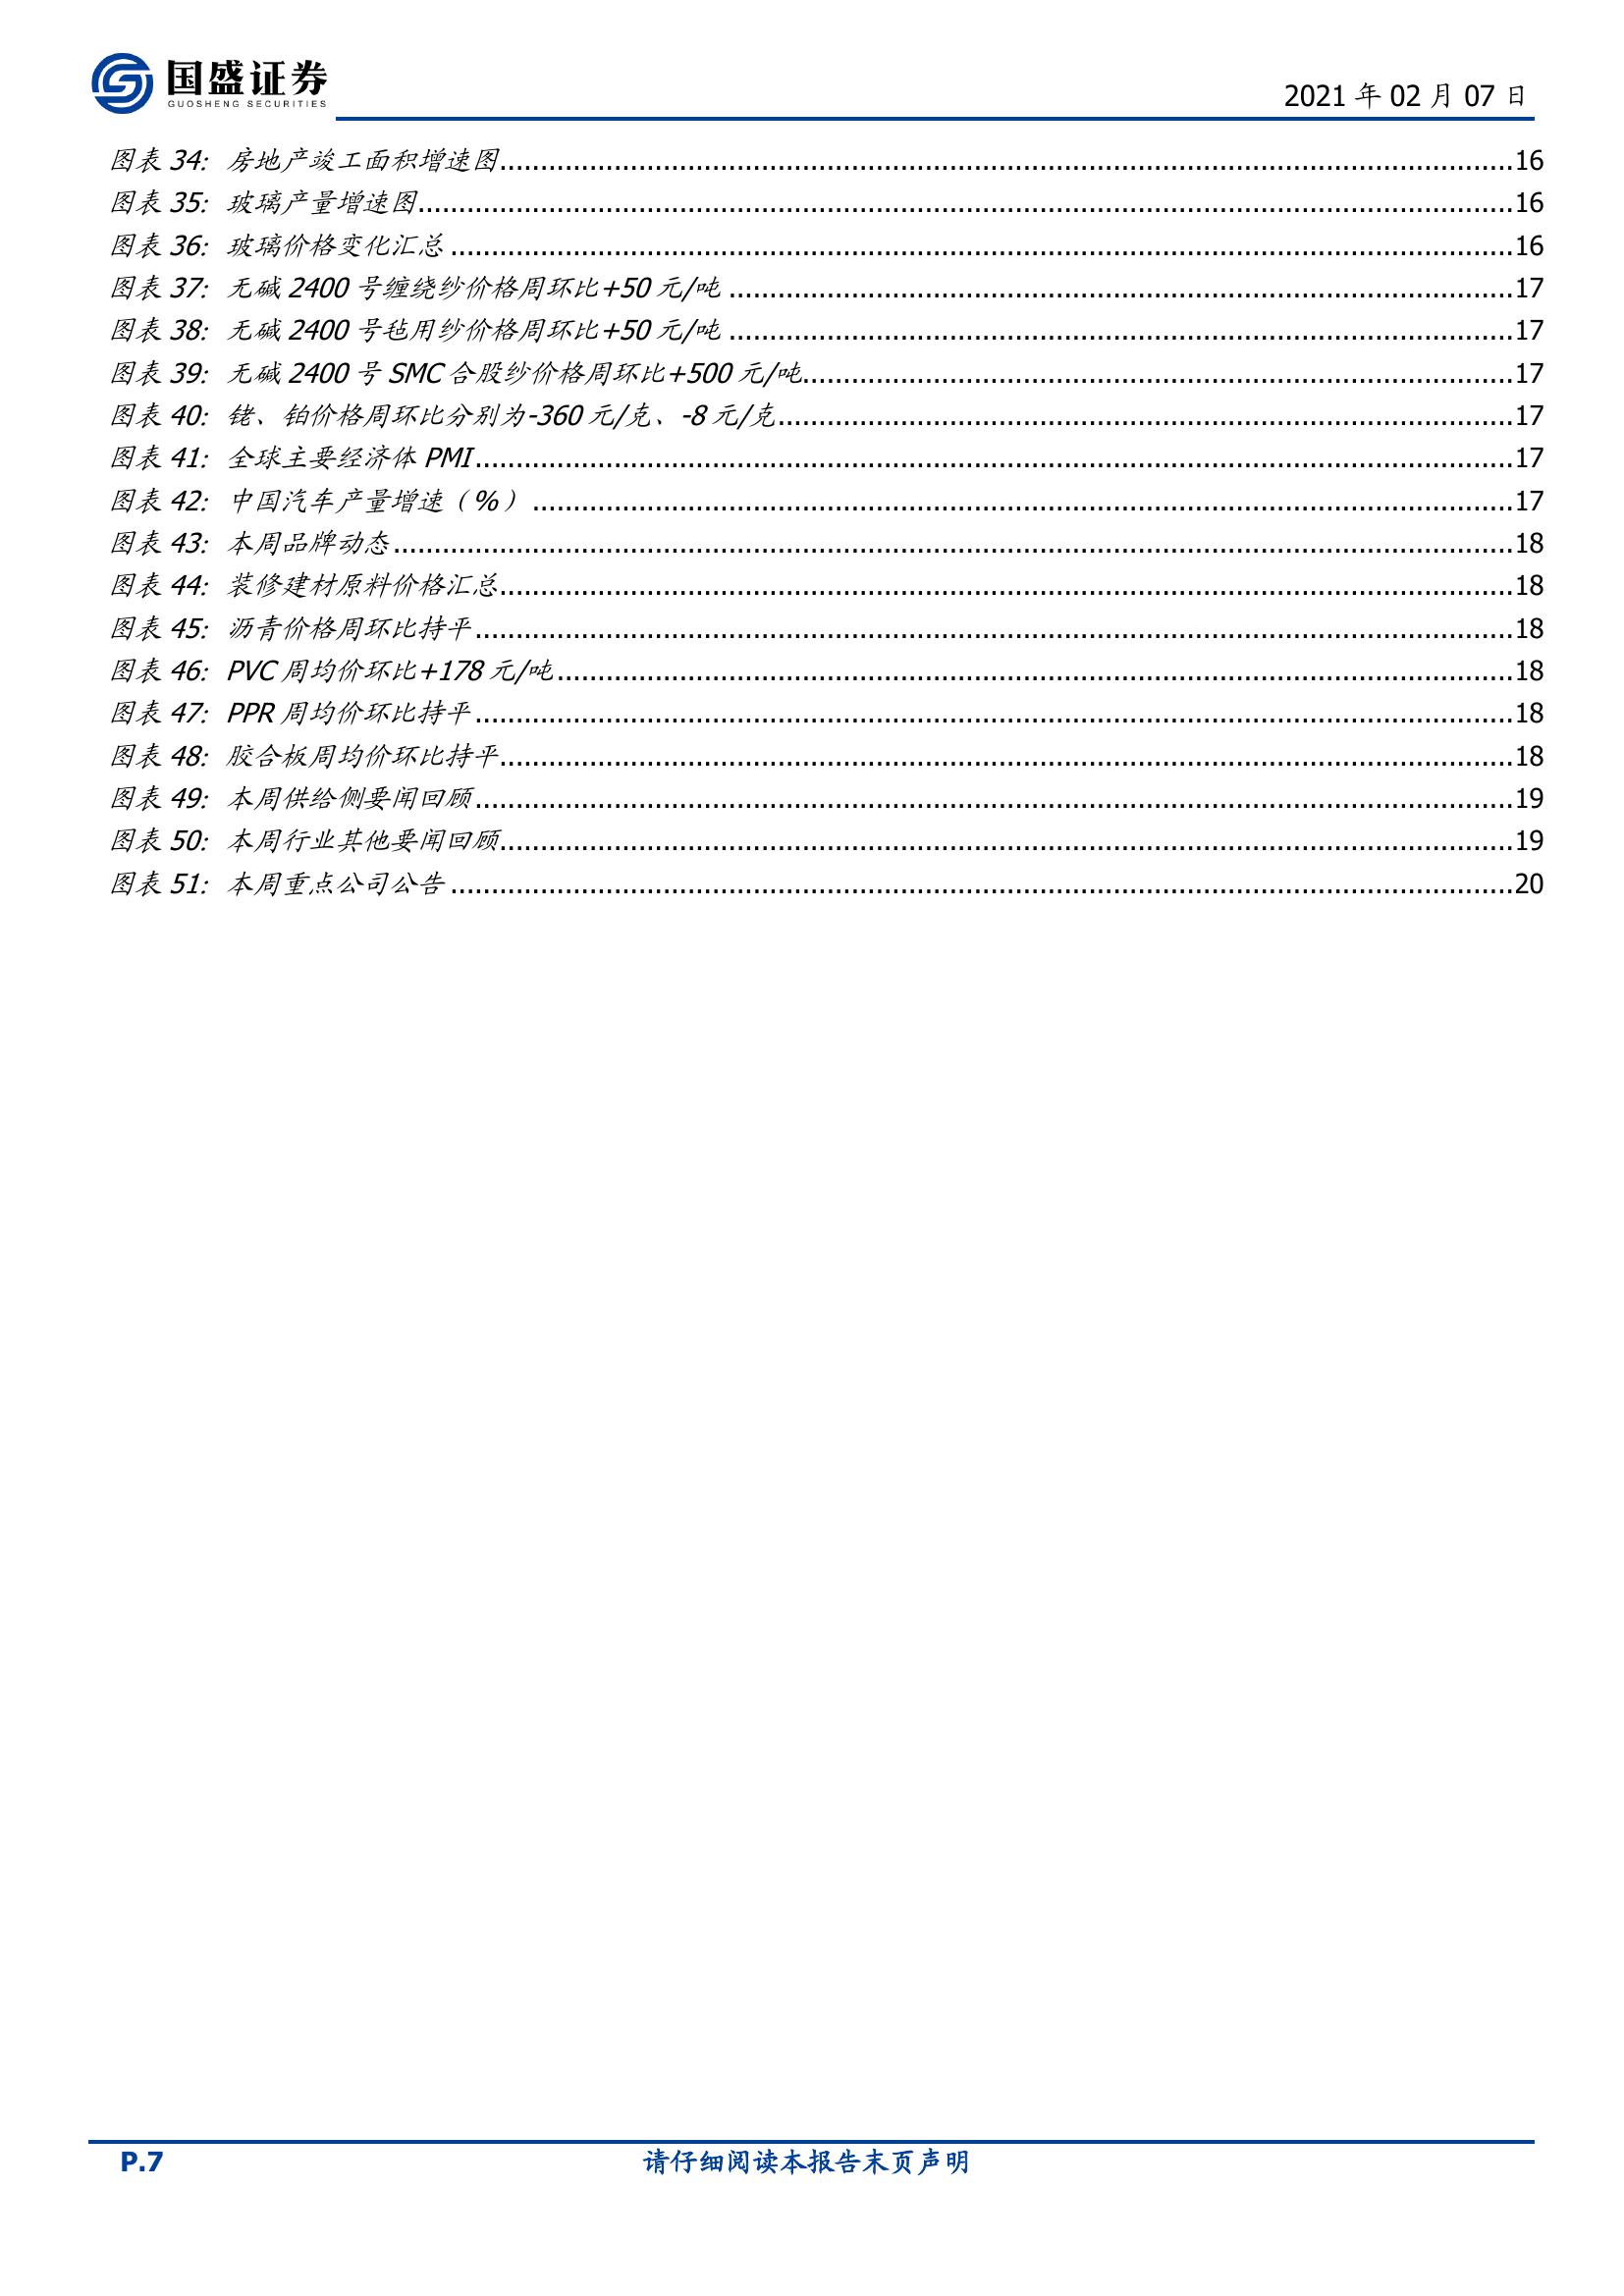 国盛证券
GUOSHENG SECURITIES
2021 年 02 月 07 日
图表 34: 房地产竣工面积增速图....................16
图表 35: 玻璃产量增速图....................16
图表 36: 玻璃价格变化汇总....................16
图表 37: 无碱 2400 号缠绕纱价格周环比+50 元/吨....................17
图表 38: 无碱 2400 号毡用纱价格周环比+50 元/吨....................17
图表 39: 无碱 2400 号 SMC 合股纱价格周环比+500 元/吨....................17
图表 40: 铑、铂价格周环比分别为-360 元/克、-8 元/克....................17
图表 41: 全球主要经济体 PMI....................17
图表 42: 中国汽车产量增速（%）....................17
图表 43: 本周品牌动态....................18
图表 44: 装修建材原料价格汇总....................18
图表 45: 沥青价格周环比持平....................18
图表 46: PVC 周均价环比+178 元/吨....................18
图表 47: PPR 周均价环比持平....................18
图表 48: 胶合板周均价环比持平....................18
图表 49: 本周供给侧要闻回顾....................19
图表 50: 本周行业其他要闻回顾....................19
图表 51: 本周重点公司公告....................20
P.7 请仔细阅读本报告末页声明